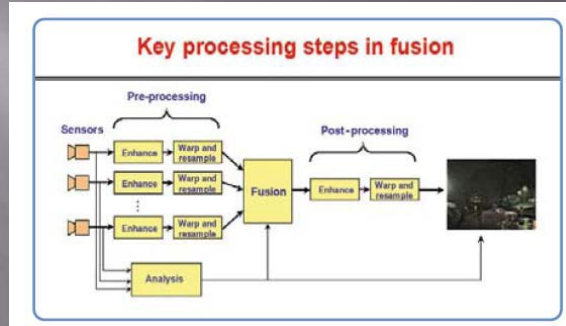 Key processing steps in fusion
Pre-processing
Sensors
Post-processing
Enhance
Warp and
resample
Enhance
Warp and
resample
Enhance
Warp and
resample
Fusion
Enhance
Warp and
resample
Analysis